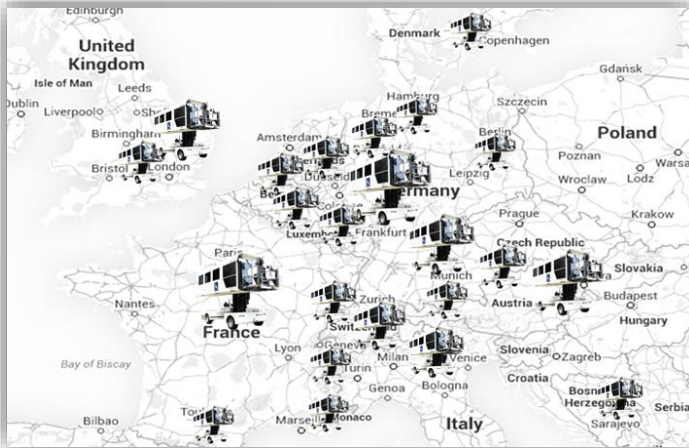 Edinburgh
United
Kingdom
Isle of Man
Leeds
Dublin
Liverpool
Birmingham
Bristol
London
Denmark
Copenhagen
Gdańsk
Hamburg
Szczecin
Amsterdam
Berlin
Poland
Poznan
Warsa
Leipzig
Wroclaw
Lodz
Germany
Frankfurt
Prague
Krakow
Czech Republic
Paris
Munich
Slovakia
Nantes
Zurich
Austria
Budapest
France
Hungary
Lyon
Geneva
Milan
Venice
Slovenia
Zagreb
Bay of Biscay
Turin
Croatia
Genoa
Bologna
Bilbao
Marseille
Monaco
Italy
Herzegovina
Sarajevo
Serbia